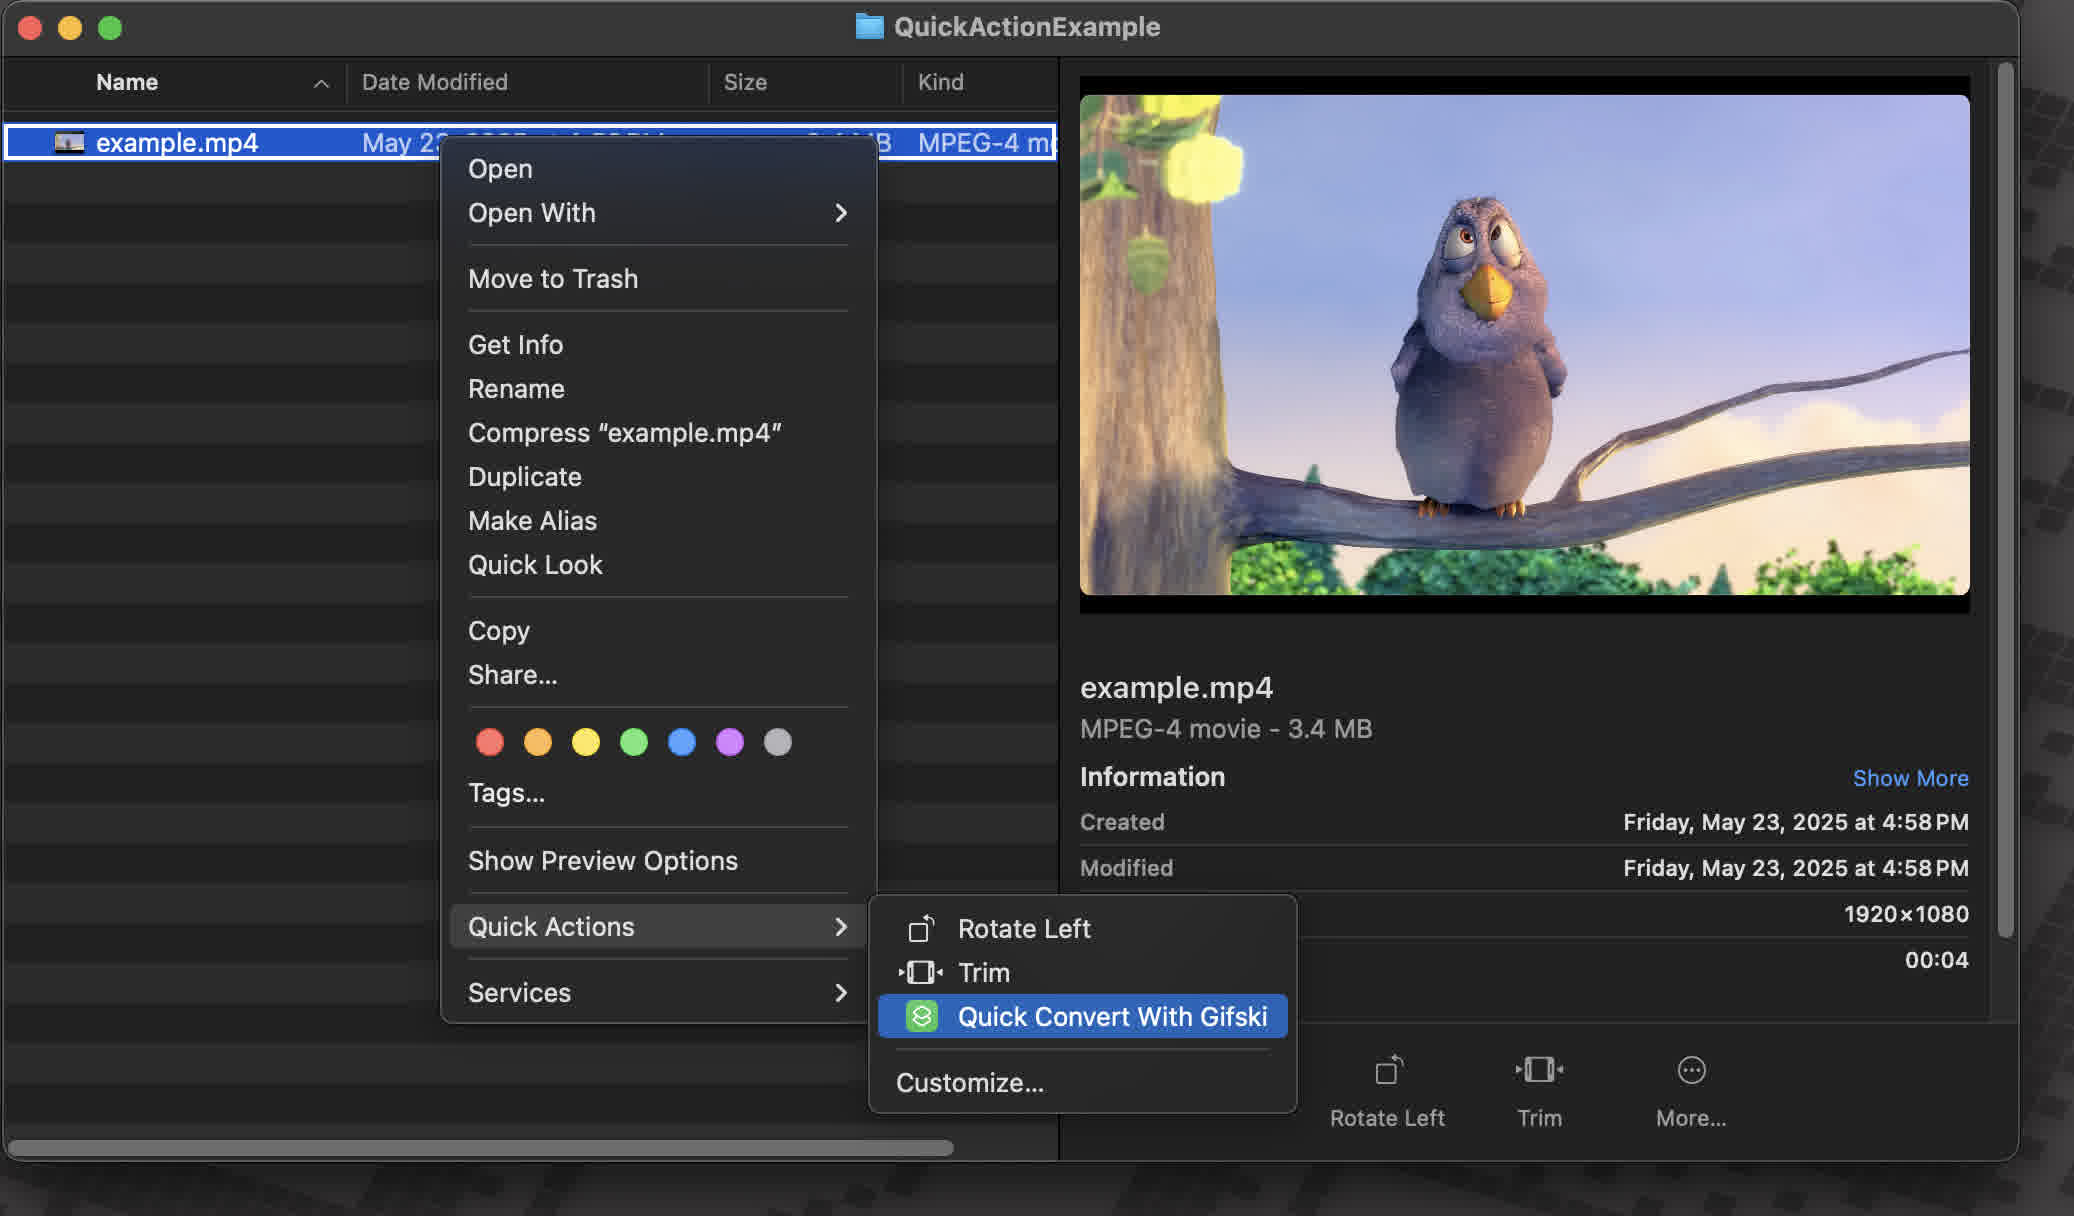 QuickActionExample
Name Date Modified Size Kind
example.mp4 May 23 B MPEG-4
Open
Open With
Move to Trash
Get Info
Rename
Compress “example.mp4”
Duplicate
Make Alias
Quick Look
Copy
Share...
Tags...
Show Preview Options
Quick Actions
Services
Rotate Left
Trim
Quick Convert With Gifski
Customize...
example.mp4
MPEG-4 movie - 3.4 MB
Information Show More
Created Friday, May 23, 2025 at 4:58 PM
Modified Friday, May 23, 2025 at 4:58 PM
1920×1080
00:04
Rotate Left Trim More...